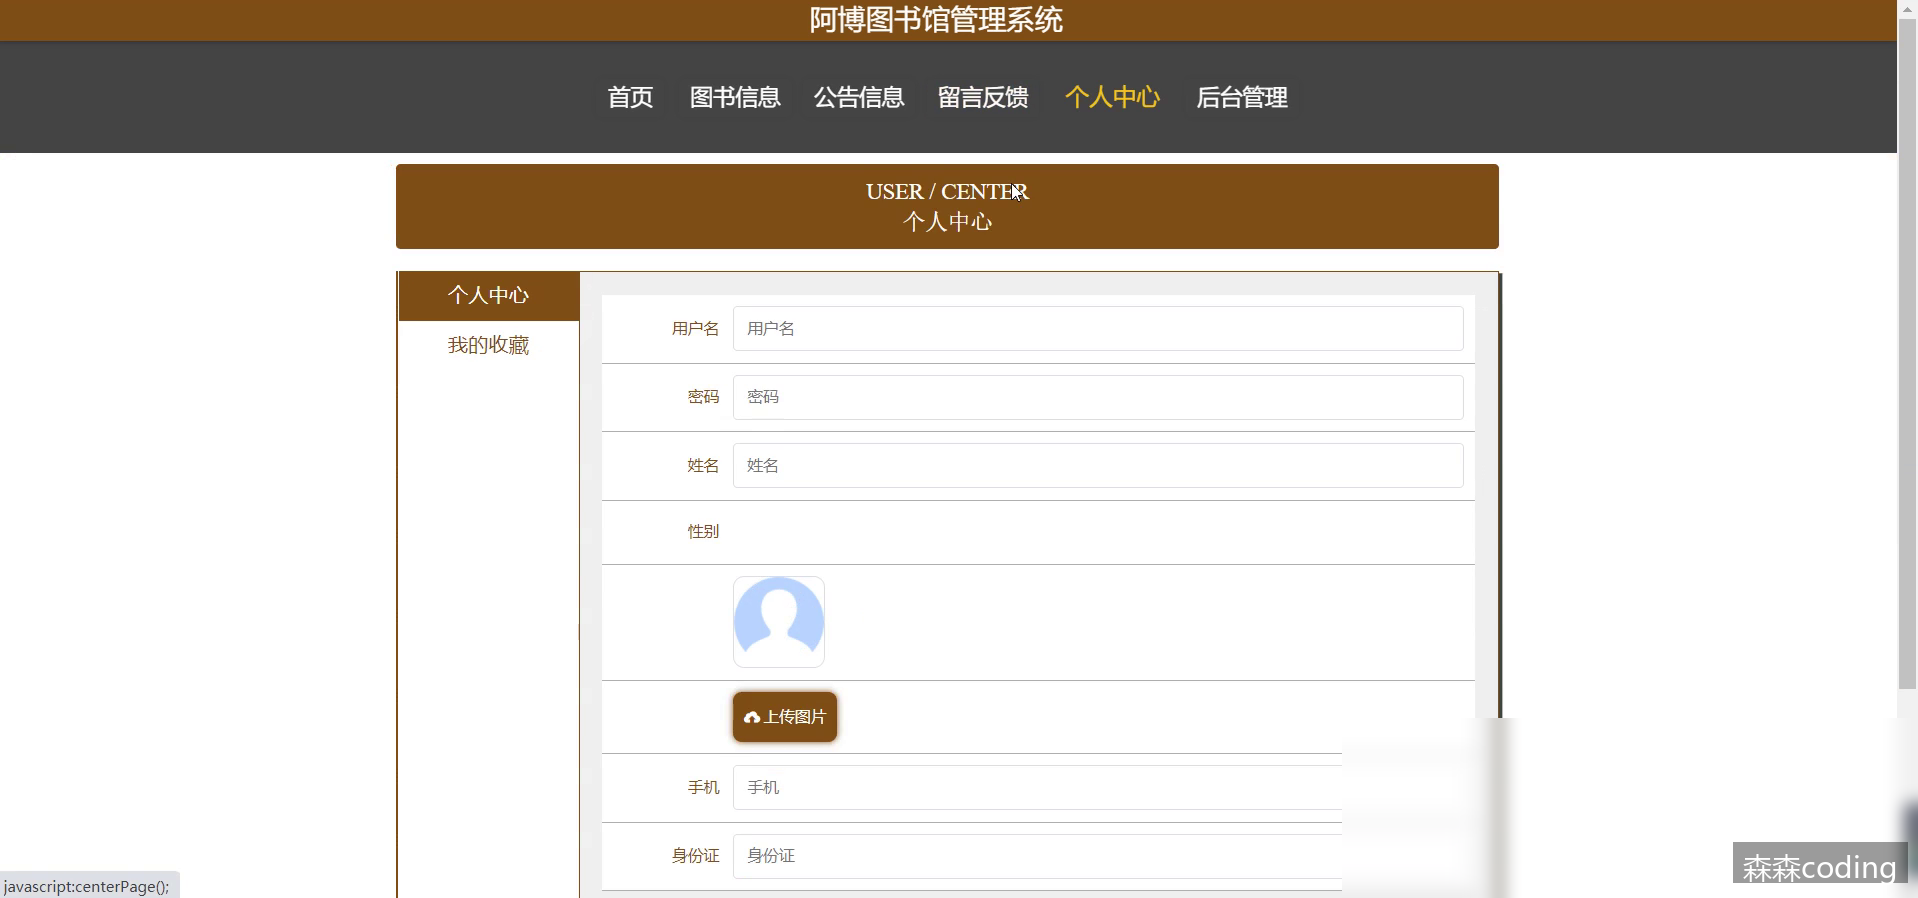 阿博图书馆管理系统
首页 图书信息 公告信息 留言反馈 个人中心 后台管理
USER / CENTER
个人中心
个人中心
我的收藏
用户名 用户名
密码 密码
姓名 姓名
性别
上传图片
手机 手机
身份证 身份证
javascript:centerPage();
森森coding